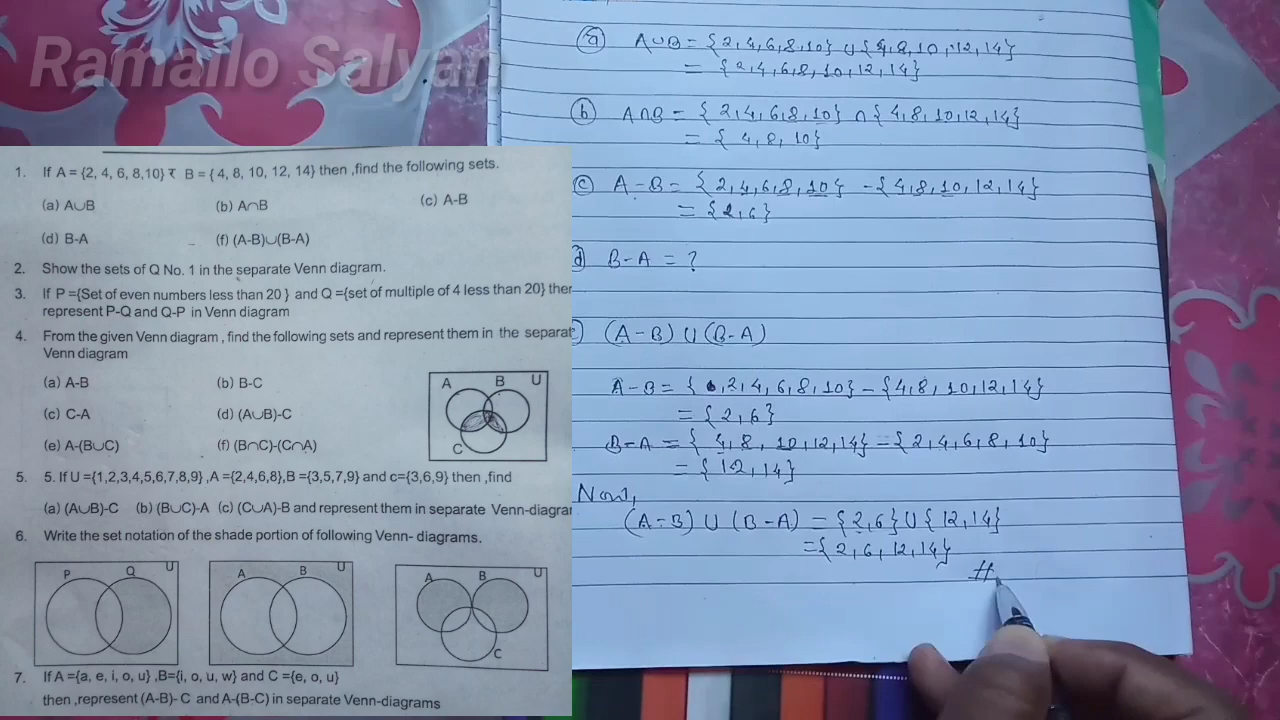 Ramailo Salyan
1. If A = {2, 4, 6, 8,10} र B = { 4, 8, 10, 12, 14} then ,find the following sets.
(a) A∪B (b) A∩B (c) A-B
(d) B-A (f) (A-B)∪(B-A)
2. Show the sets of Q No. 1 in the separate Venn diagram.
3. If P ={Set of even numbers less than 20 } and Q ={set of multiple of 4 less than 20} then
represent P-Q and Q-P in Venn diagram
4. From the given Venn diagram , find the following sets and represent them in the separat
Venn diagram
(a) A-B (b) B-C
(c) C-A (d) (A∪B)-C
(e) A-(B∪C) (f) (B∩C)-(C∩A)
A B U
C
5. 5. If U ={1,2,3,4,5,6,7,8,9} ,A ={2,4,6,8},B ={3,5,7,9} and c={3,6,9} then ,find
(a) (A∪B)-C (b) (B∪C)-A (c) (C∪A)-B and represent them in separate Venn-diagra
6. Write the set notation of the shade portion of following Venn- diagrams.
P Q U
A B U
A B U
C
7. If A ={a, e, i, o, u} ,B={i, o, u, w} and C ={e, o, u}
then ,represent (A-B)- C and A-(B-C) in separate Venn-diagrams
(a) A∪B = {2,4,6,8,10} ∪ {4,8,10,12,14}
= {2,4,6,8,10,12,14}
(b) A∩B = {2,4,6,8,10} ∩ {4,8,10,12,14}
= {4,8,10}
(c) A-B = {2,4,6,8,10} - {4,8,10,12,14}
= {2,6}
d) B-A = ?
(A-B) ∪ (B-A)
A-B = {2,4,6,8,10} - {4,8,10,12,14}
= {2,6}
B-A = {4,8,10,12,14} - {2,4,6,8,10}
= {12,14}
Now,
(A-B) ∪ (B-A) = {2,6} ∪ {12,14}
= {2,6,12,14}
#